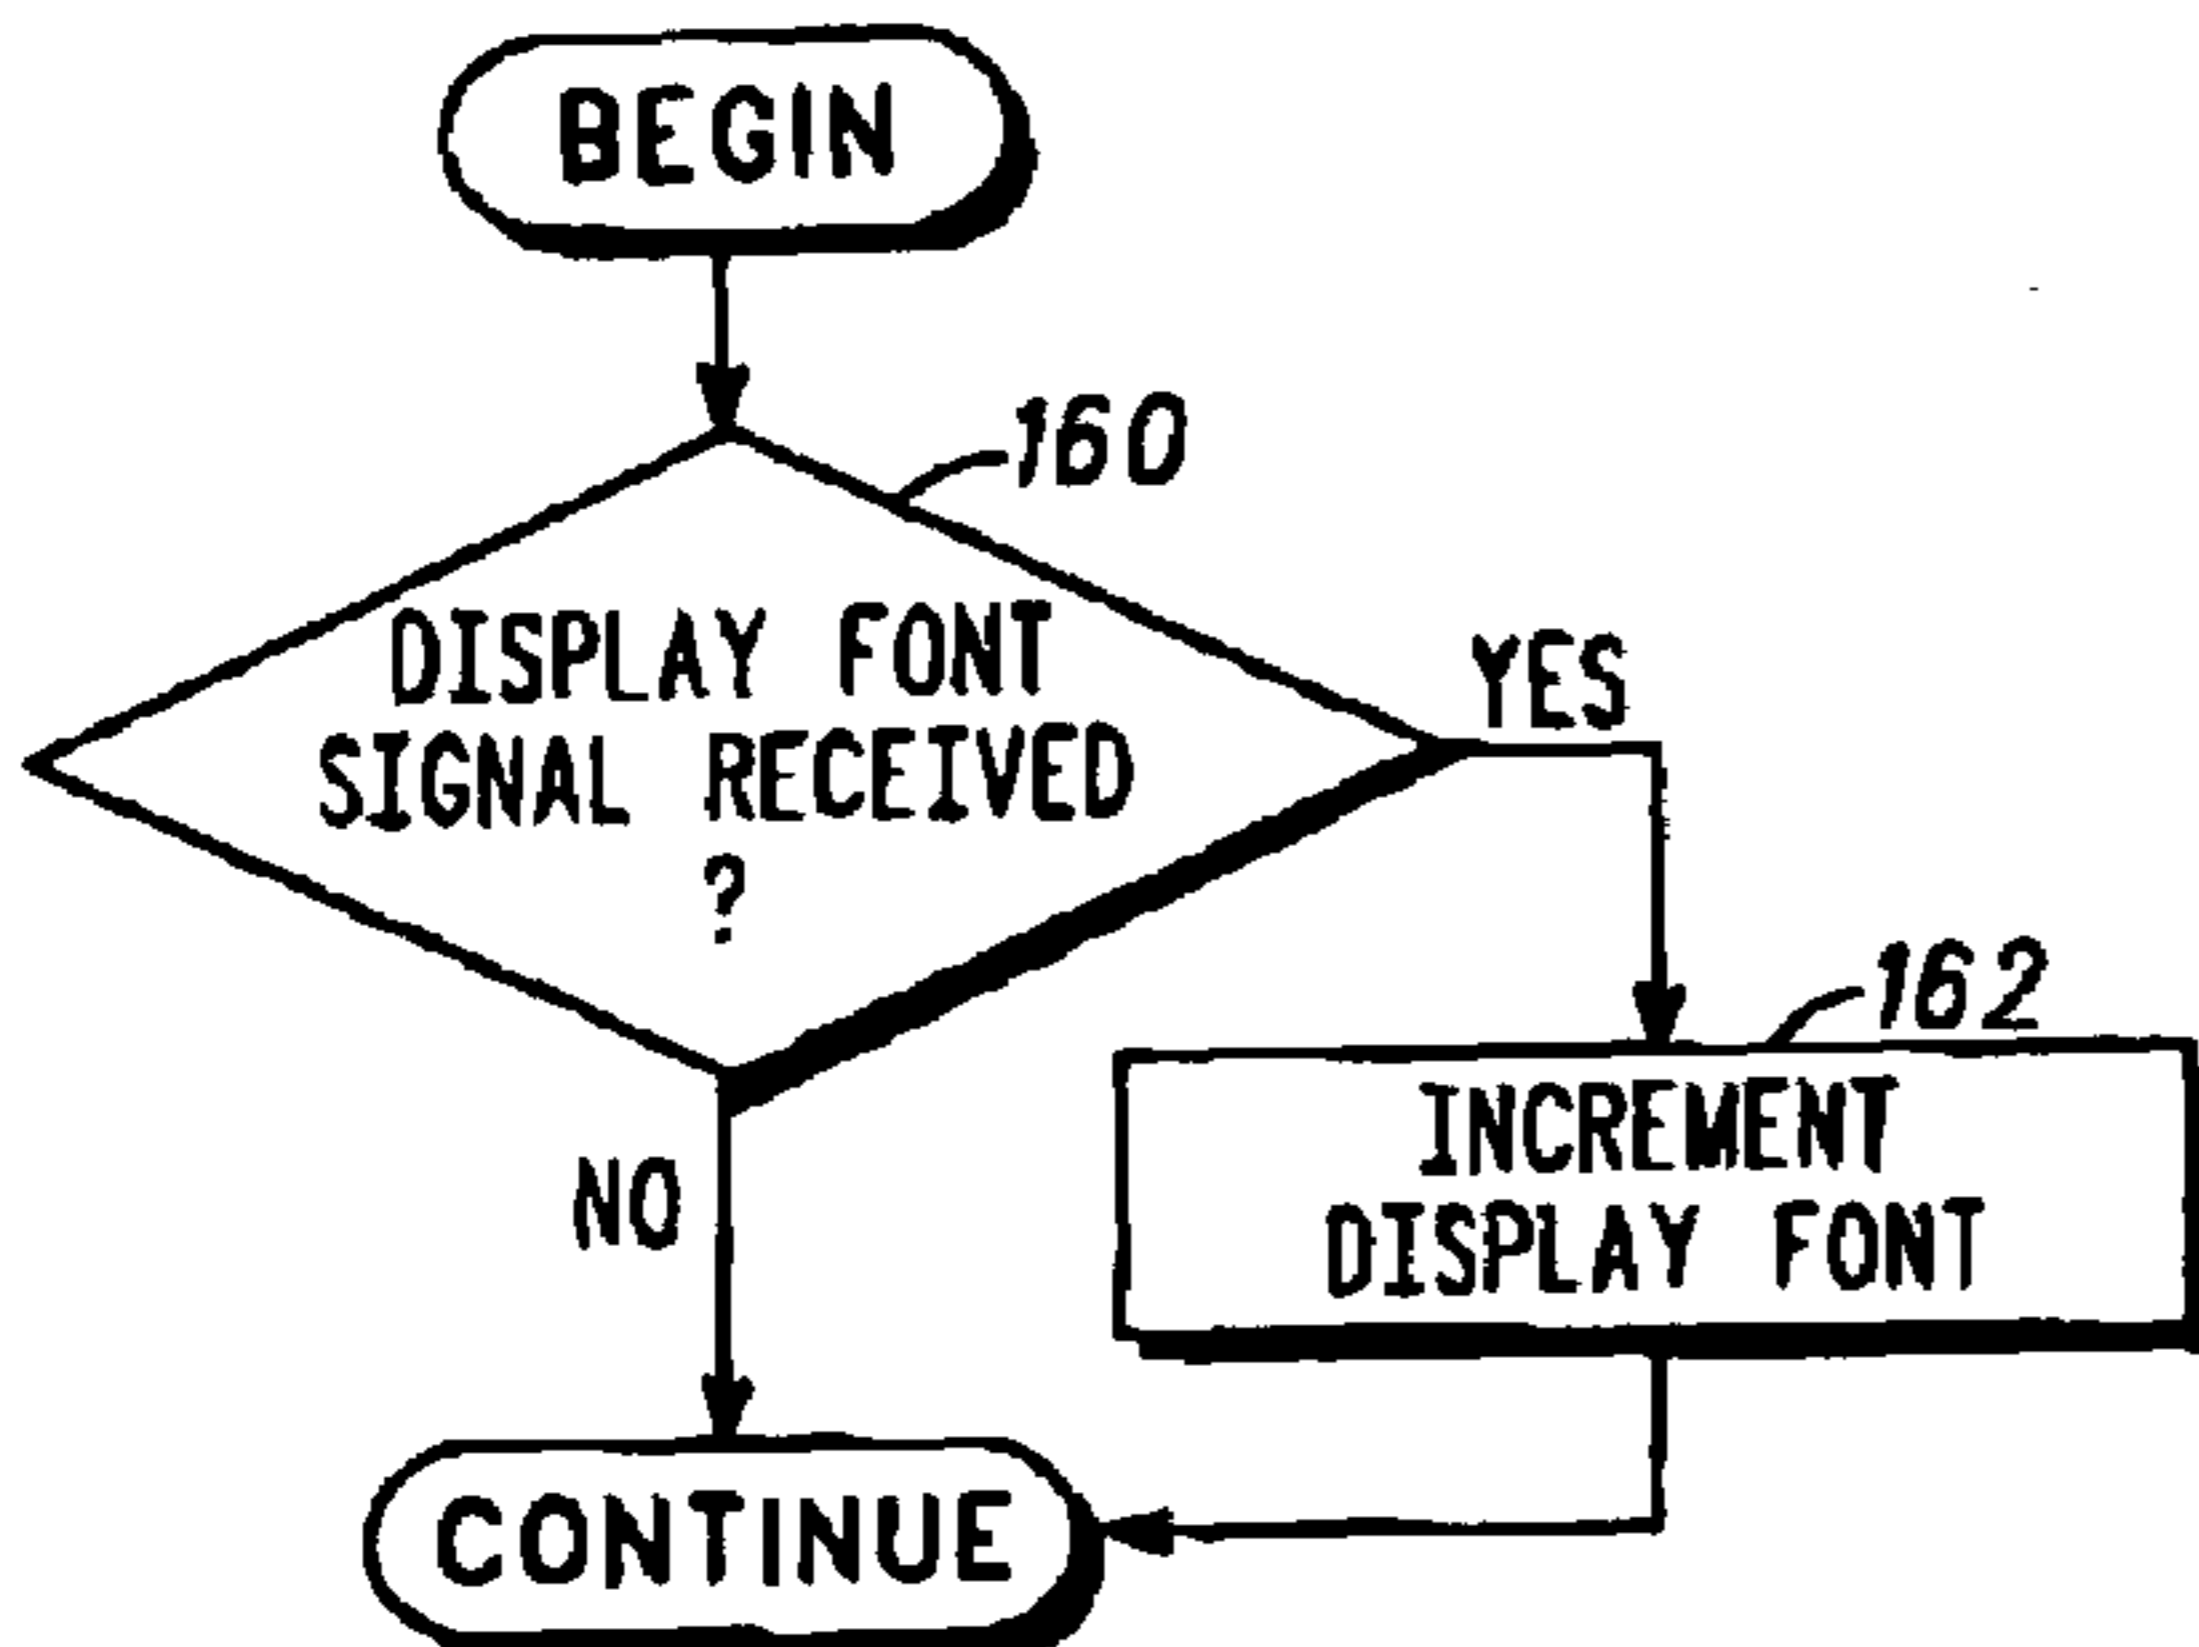 BEGIN
160
DISPLAY FONT
SIGNAL RECEIVED
?
YES
162
INCREMENT
DISPLAY FONT
NO
CONTINUE